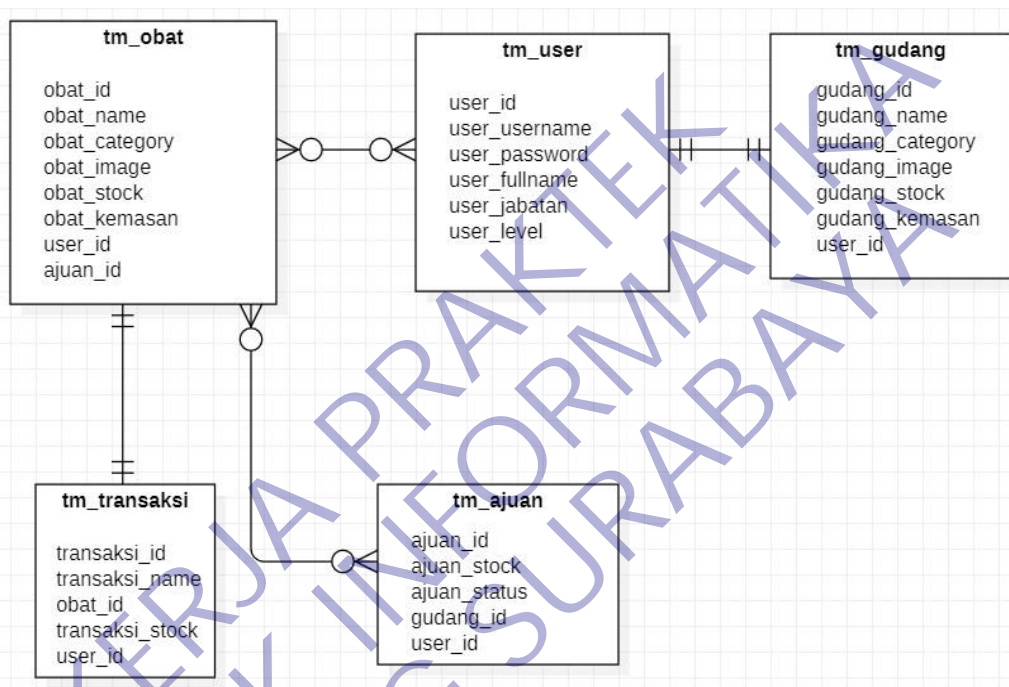 tm_obat
obat_id
obat_name
obat_category
obat_image
obat_stock
obat_kemasan
user_id
ajuan_id
tm_user
user_id
user_username
user_password
user_fullname
user_jabatan
user_level
tm_gudang
gudang_id
gudang_name
gudang_category
gudang_image
gudang_stock
gudang_kemasan
user_id
tm_transaksi
transaksi_id
transaksi_name
obat_id
transaksi_stock
user_id
tm_ajuan
ajuan_id
ajuan_stock
ajuan_status
gudang_id
user_id
KERJA PRAKTEK
INFORMATIKA
SURABAYA